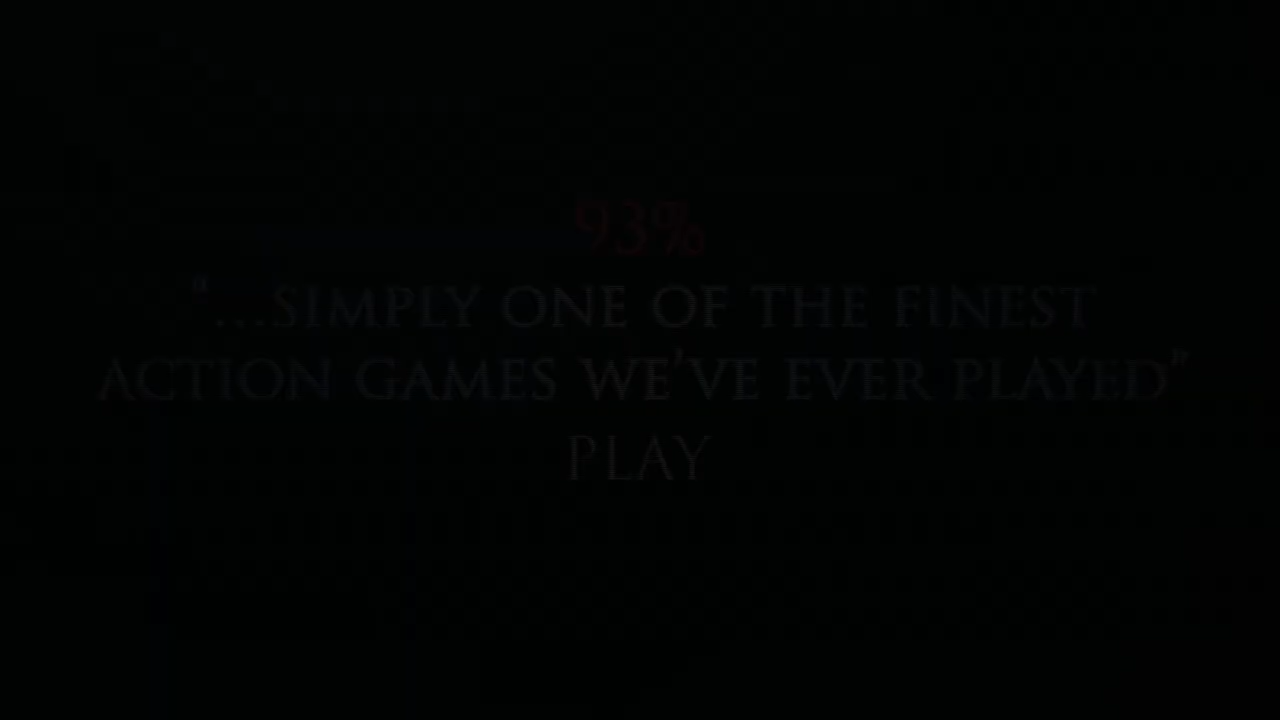 93%
"...SIMPLY ONE OF THE FINEST
ACTION GAMES WE'VE EVER PLAYED"
PLAY